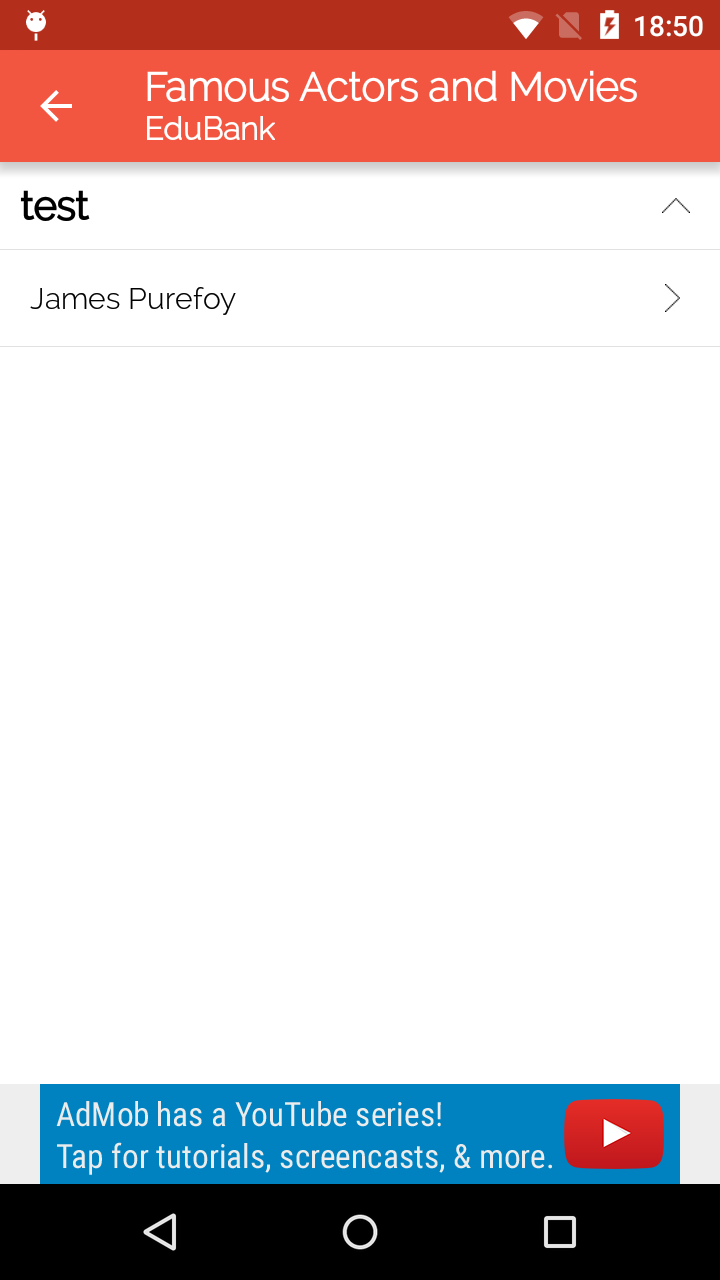 18:50
Famous Actors and Movies
EduBank
test
James Purefoy
AdMob has a YouTube series!
Tap for tutorials, screencasts, & more.